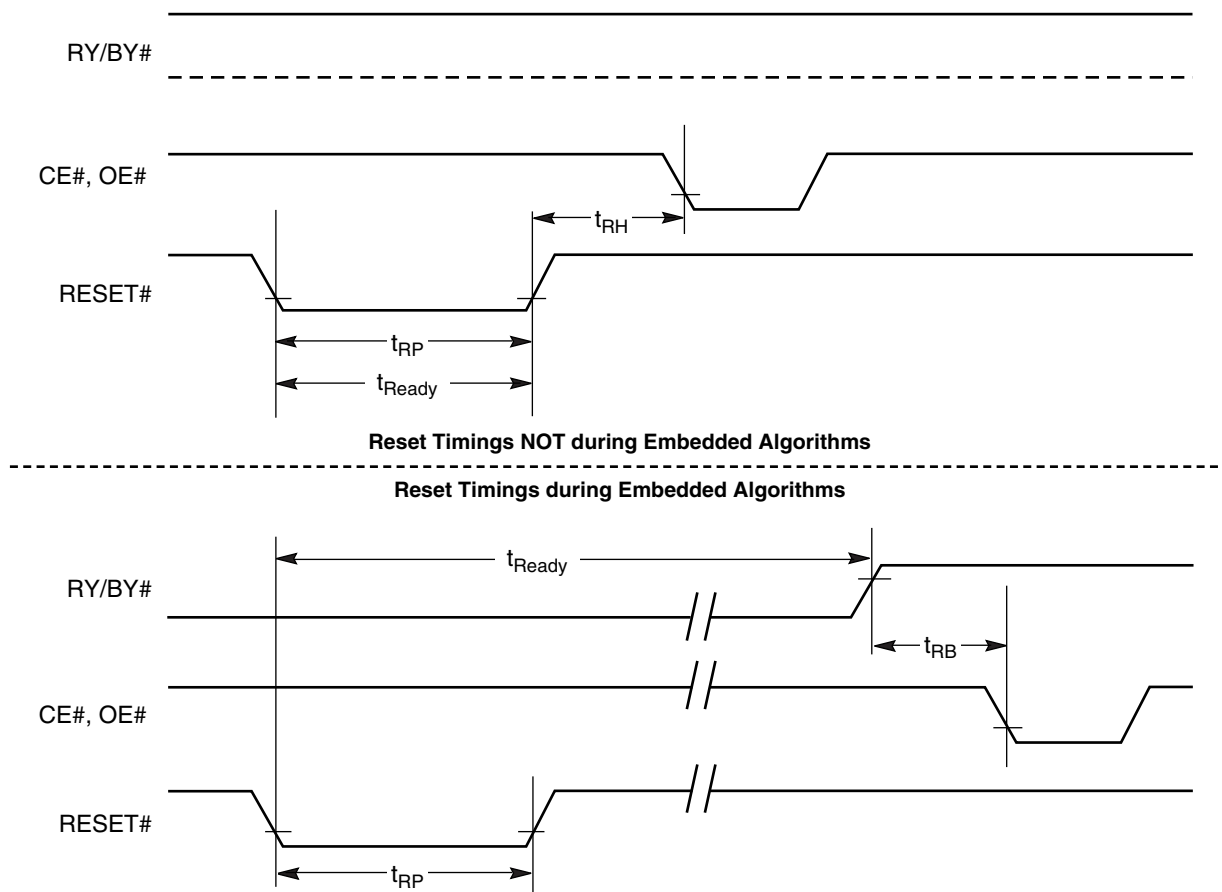 RY/BY#
CE#, OE#
tRH
RESET#
tRP
tReady
Reset Timings NOT during Embedded Algorithms
Reset Timings during Embedded Algorithms
tReady
RY/BY#
tRB
CE#, OE#
RESET#
tRP